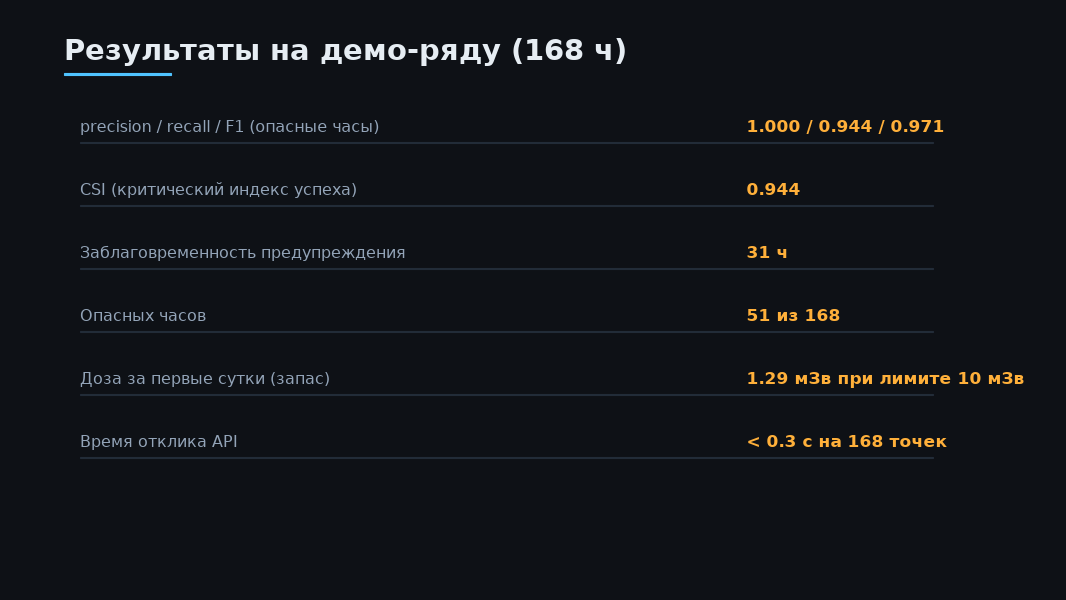 Результаты на демо-ряду (168 ч)
precision / recall / F1 (опасные часы) 1.000 / 0.944 / 0.971
CSI (критический индекс успеха) 0.944
Заблаговременность предупреждения 31 ч
Опасных часов 51 из 168
Доза за первые сутки (запас) 1.29 мЗв при лимите 10 мЗв
Время отклика API < 0.3 с на 168 точек